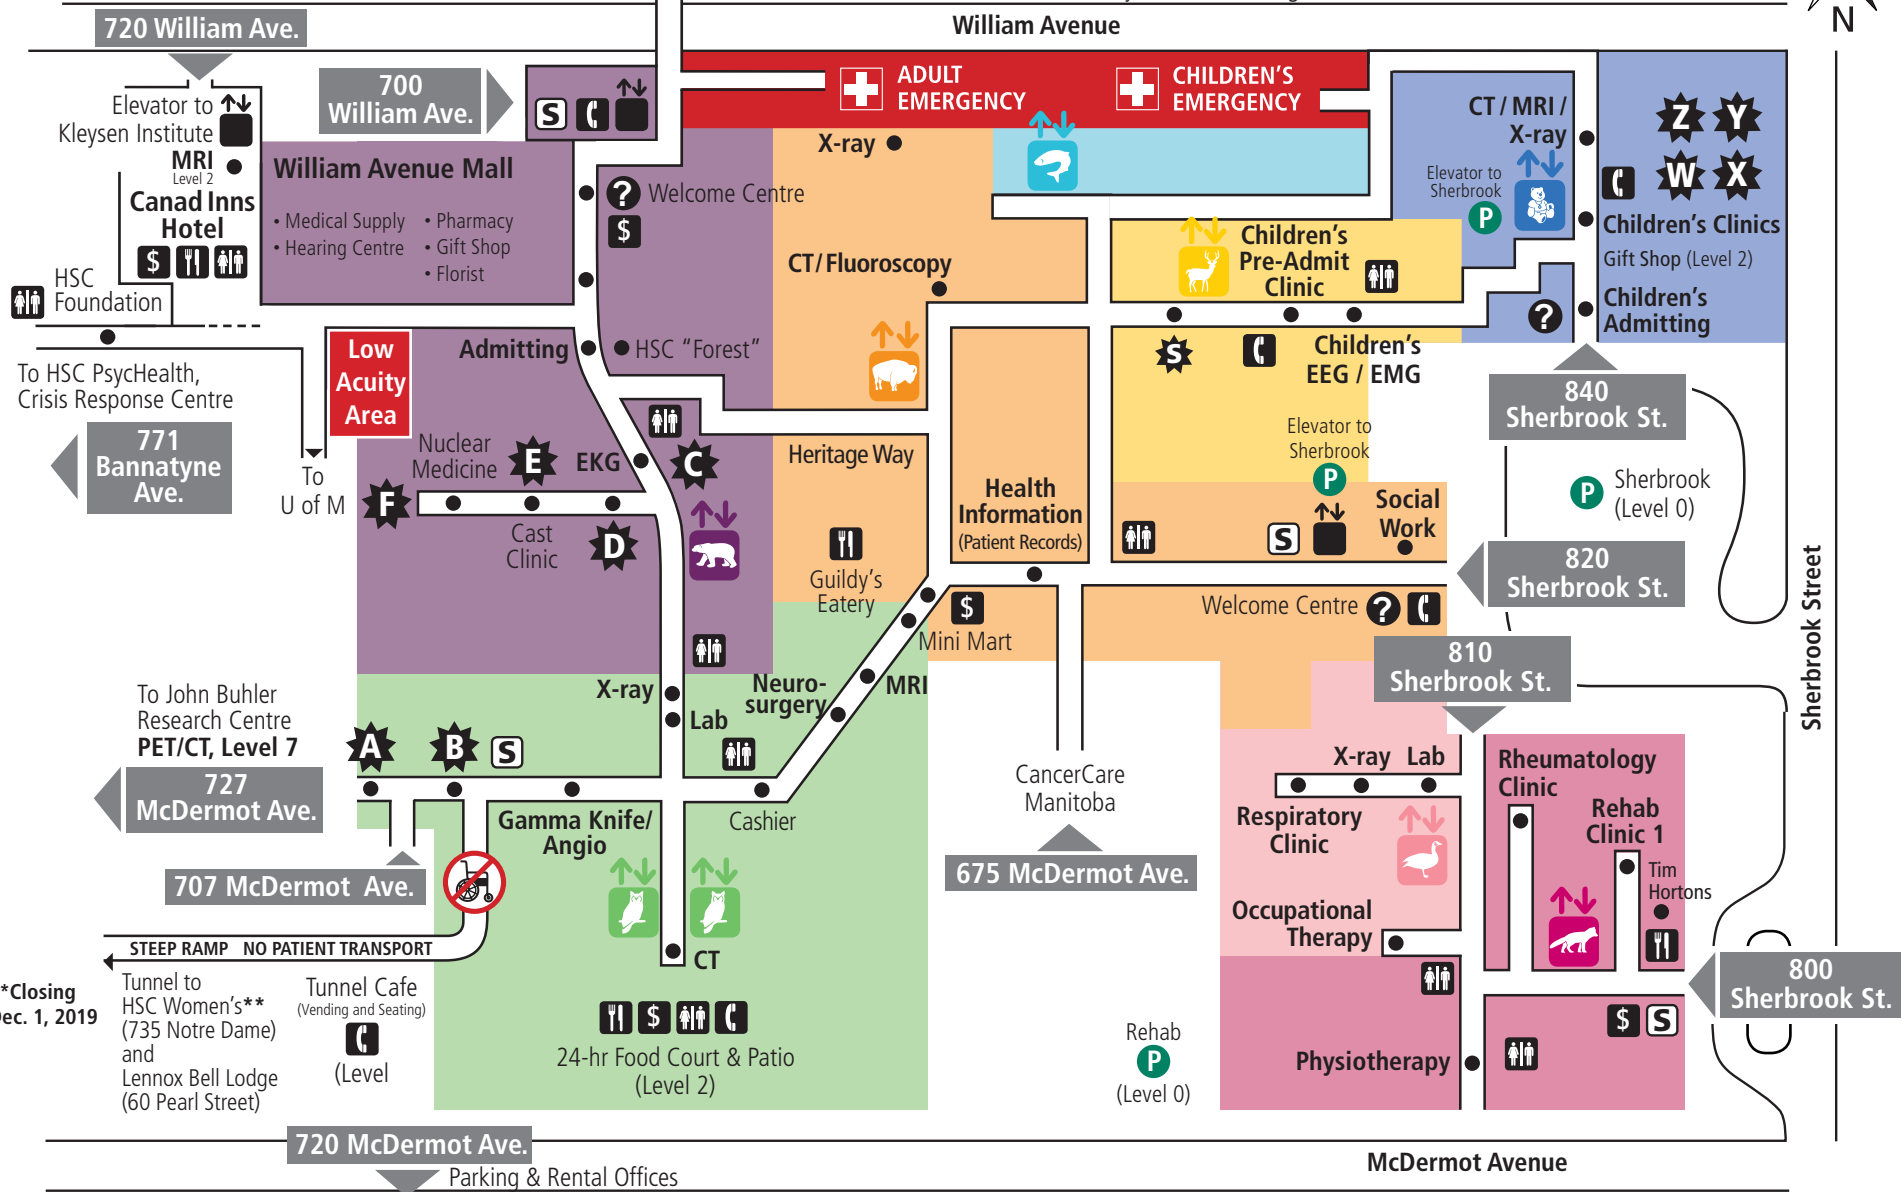 William Avenue
N
720 William Ave.
700
William Ave.
Elevator to
Kleysen Institute
MRI
Level 2
Canad Inns
Hotel
$
HSC
Foundation
To HSC PsycHealth,
Crisis Response Centre
771
Bannatyne
Ave.
To
U of M
S
William Avenue Mall
• Medical Supply
• Hearing Centre
• Pharmacy
• Gift Shop
• Florist
?
Welcome Centre
$
ADULT
EMERGENCY
CHILDREN'S
EMERGENCY
X-ray
CT/Fluoroscopy
CT / MRI /
X-ray
Elevator to
Sherbrook
P
Z
Y
W
X
Children's Clinics
Gift Shop (Level 2)
Children's
Admitting
?
Children's
Pre-Admit
Clinic
S
Children's
EEG / EMG
840
Sherbrook St.
Low
Acuity
Area
Admitting
HSC "Forest"
Nuclear
Medicine
E
EKG
C
F
Cast
Clinic
D
Heritage Way
Guildy's
Eatery
Health
Information
(Patient Records)
Elevator to
Sherbrook
P
S
Social
Work
P
Sherbrook
(Level 0)
820
Sherbrook St.
Sherbrook Street
$
Mini Mart
Welcome Centre
?
810
Sherbrook St.
To John Buhler
Research Centre
PET/CT, Level 7
727
McDermot Ave.
A
B
S
X-ray
Lab
Neuro-
surgery
MRI
Gamma Knife/
Angio
Cashier
707 McDermot Ave.
CT
CancerCare
Manitoba
675 McDermot Ave.
X-ray
Lab
Respiratory
Clinic
Occupational
Therapy
Rheumatology
Clinic
Rehab
Clinic 1
Tim
Hortons
800
Sherbrook St.
$
S
Physiotherapy
Rehab
P
(Level 0)
STEEP RAMP NO PATIENT TRANSPORT
*Closing
ec. 1, 2019
Tunnel to
HSC Women's**
(735 Notre Dame)
and
Lennox Bell Lodge
(60 Pearl Street)
Tunnel Cafe
(Vending and Seating)
(Level
$
24-hr Food Court & Patio
(Level 2)
720 McDermot Ave.
Parking & Rental Offices
McDermot Avenue